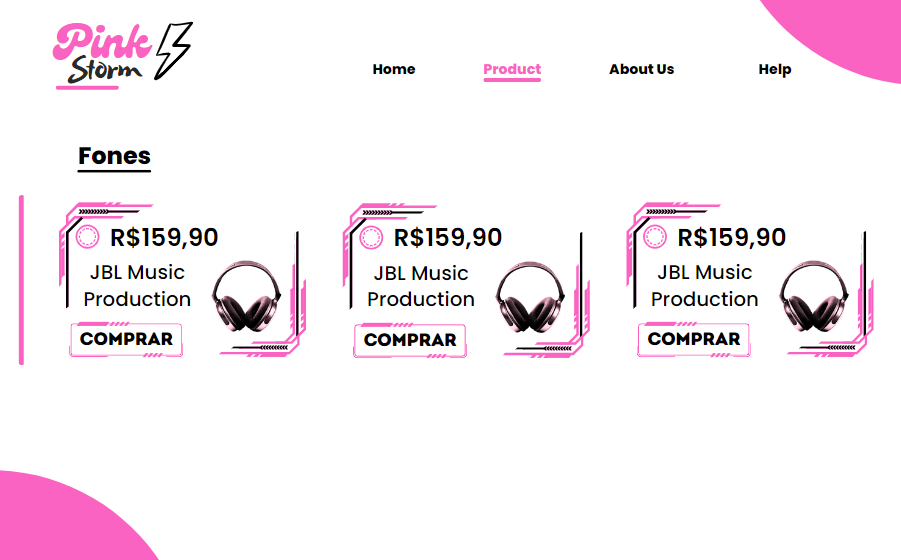 Pink
Storm
Home Product About Us Help
Fones
R$159,90
JBL Music
Production
COMPRAR
R$159,90
JBL Music
Production
COMPRAR
R$159,90
JBL Music
Production
COMPRAR